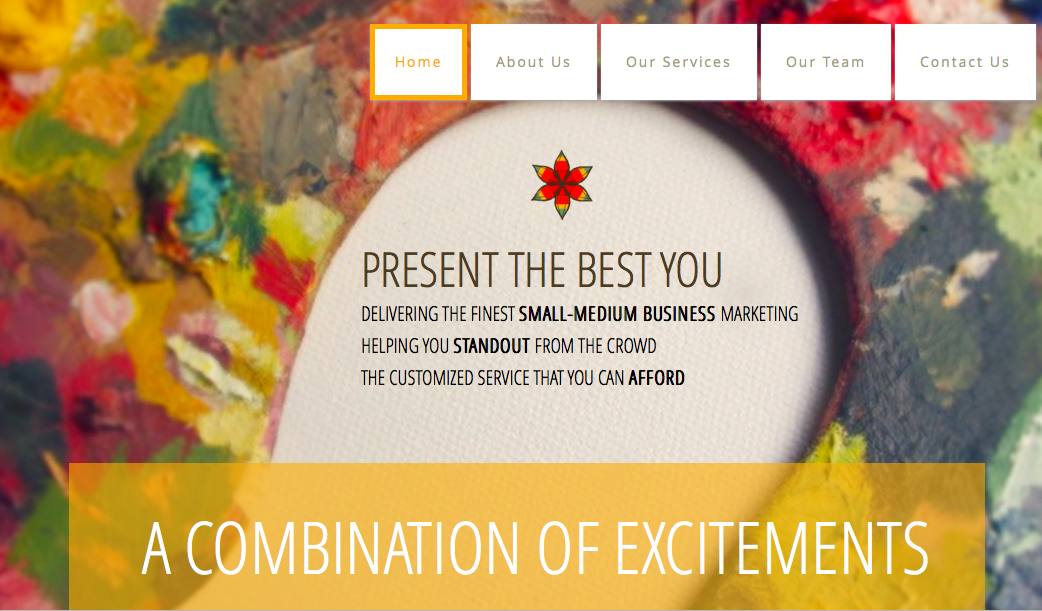 Home
About Us
Our Services
Our Team
Contact Us
PRESENT THE BEST YOU
DELIVERING THE FINEST SMALL-MEDIUM BUSINESS MARKETING
HELPING YOU STANDOUT FROM THE CROWD
THE CUSTOMIZED SERVICE THAT YOU CAN AFFORD
A COMBINATION OF EXCITEMENTS